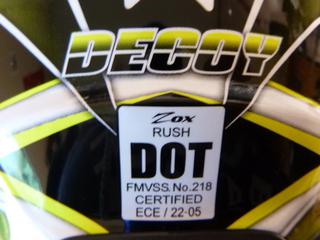 DECOY
Zox
RUSH
DOT
FMVSS.No.218
CERTIFIED
ECE / 22-05